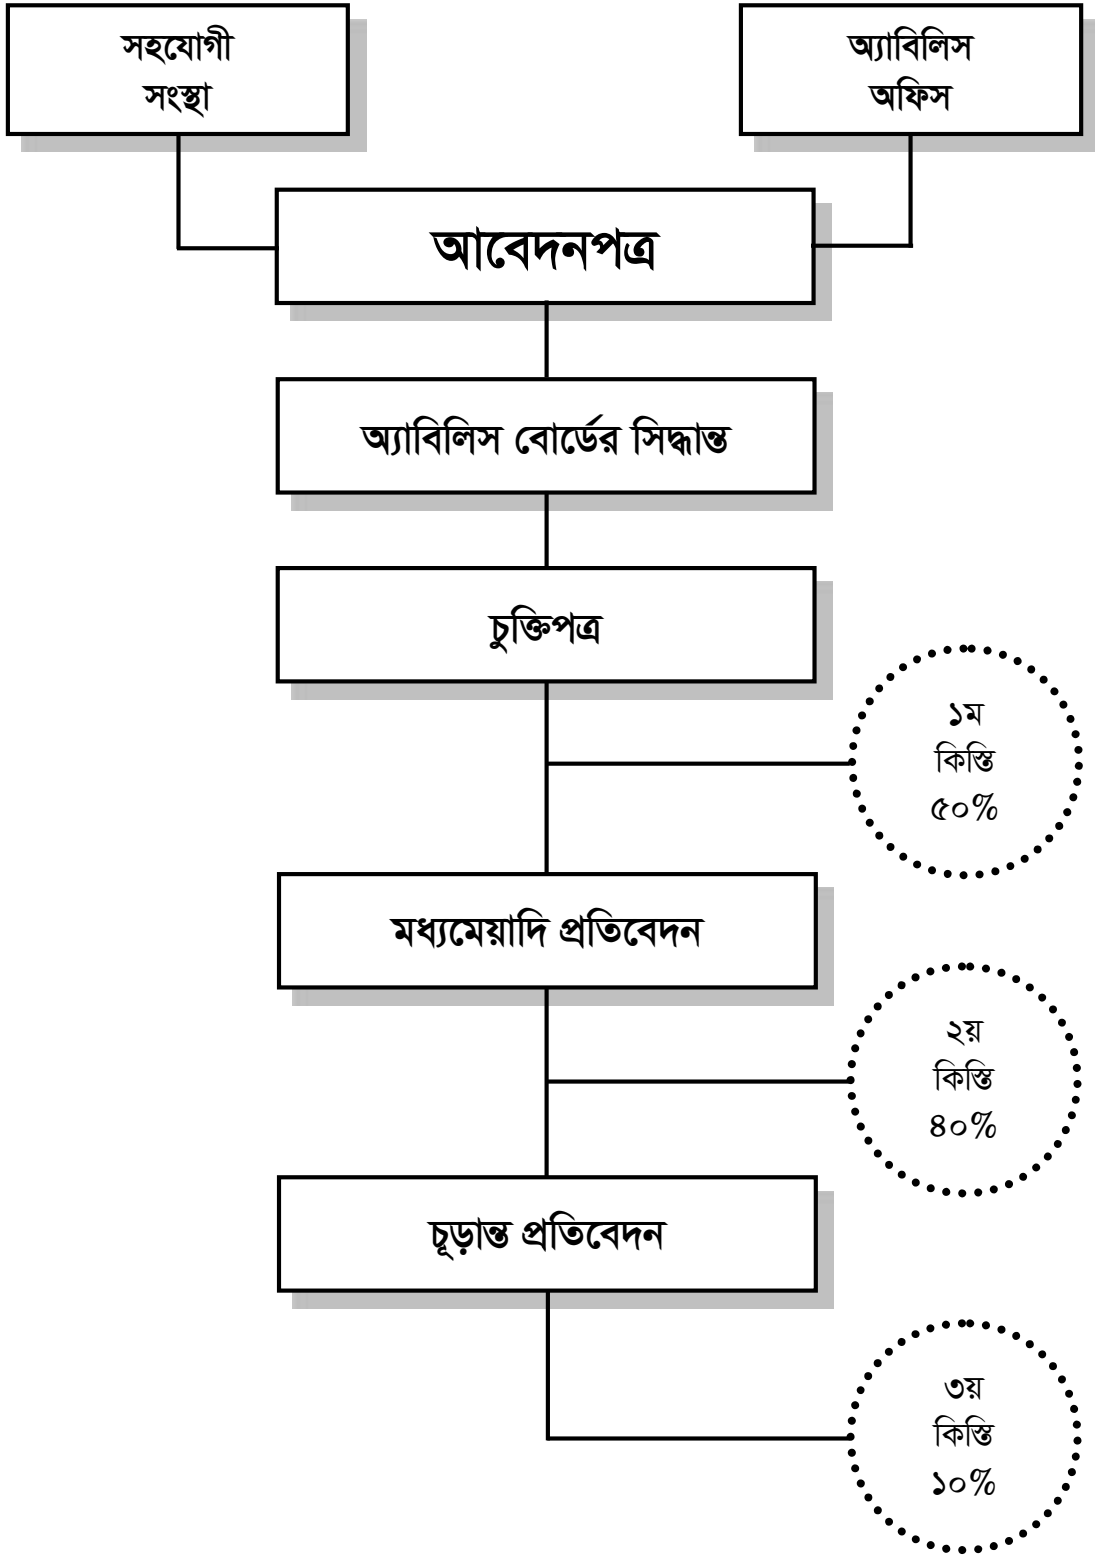 সহযোগী
সংস্থা
অ্যাবিলিস
অফিস
আবেদনপত্র
অ্যাবিলিস বোর্ডের সিদ্ধান্ত
চুক্তিপত্র
১ম
কিস্তি
৫০%
মধ্যমেয়াদি প্রতিবেদন
২য়
কিস্তি
৪০%
চূড়ান্ত প্রতিবেদন
৩য়
কিস্তি
১০%